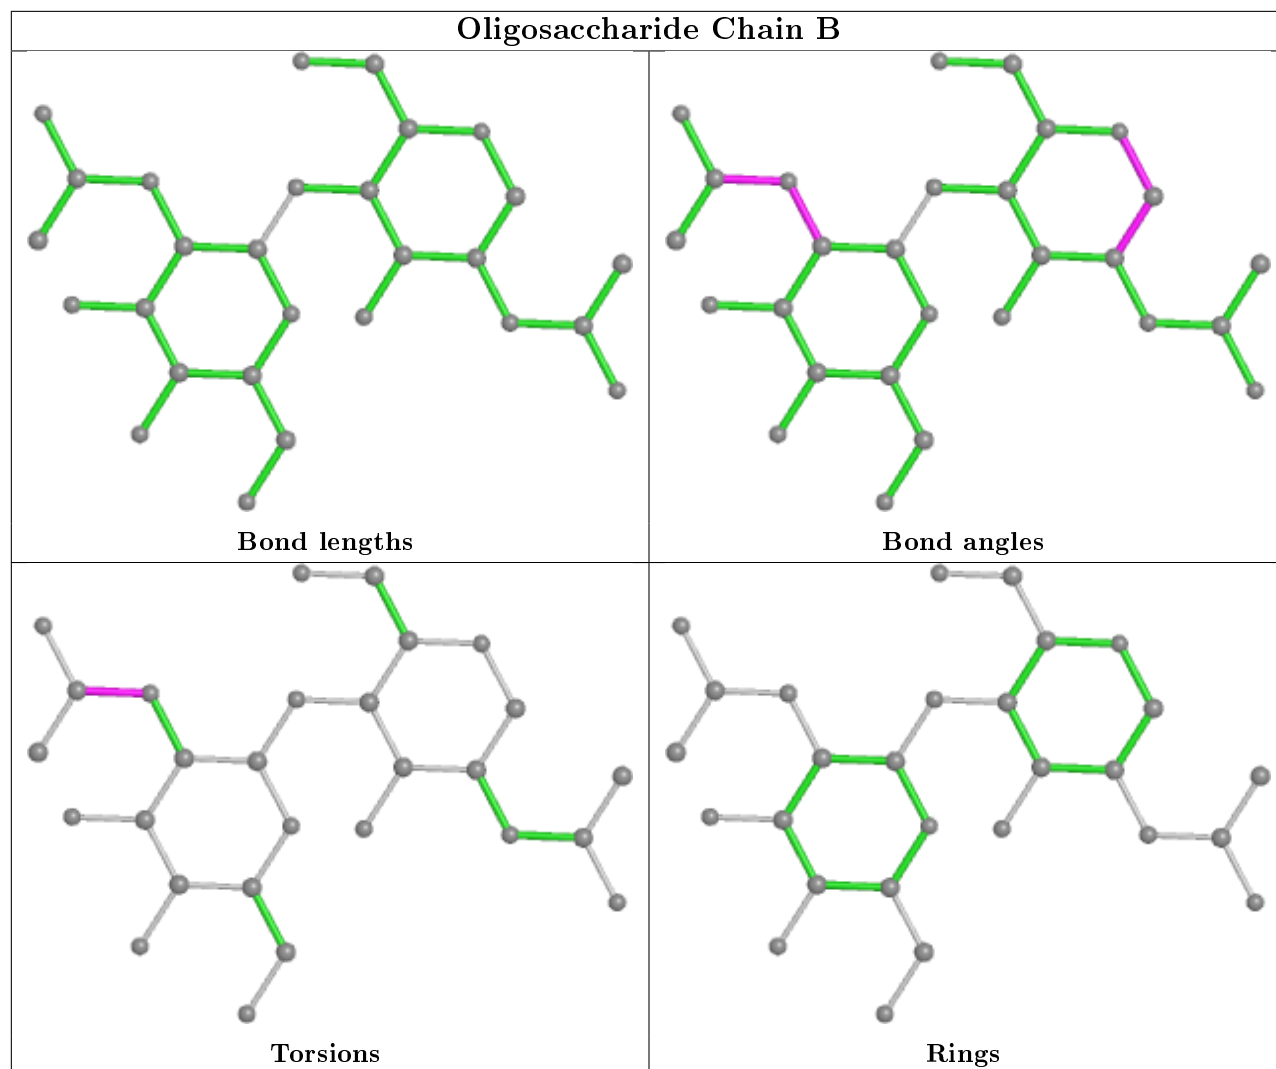 Oligosaccharide Chain B
Bond lengths
Bond angles
Torsions
Rings